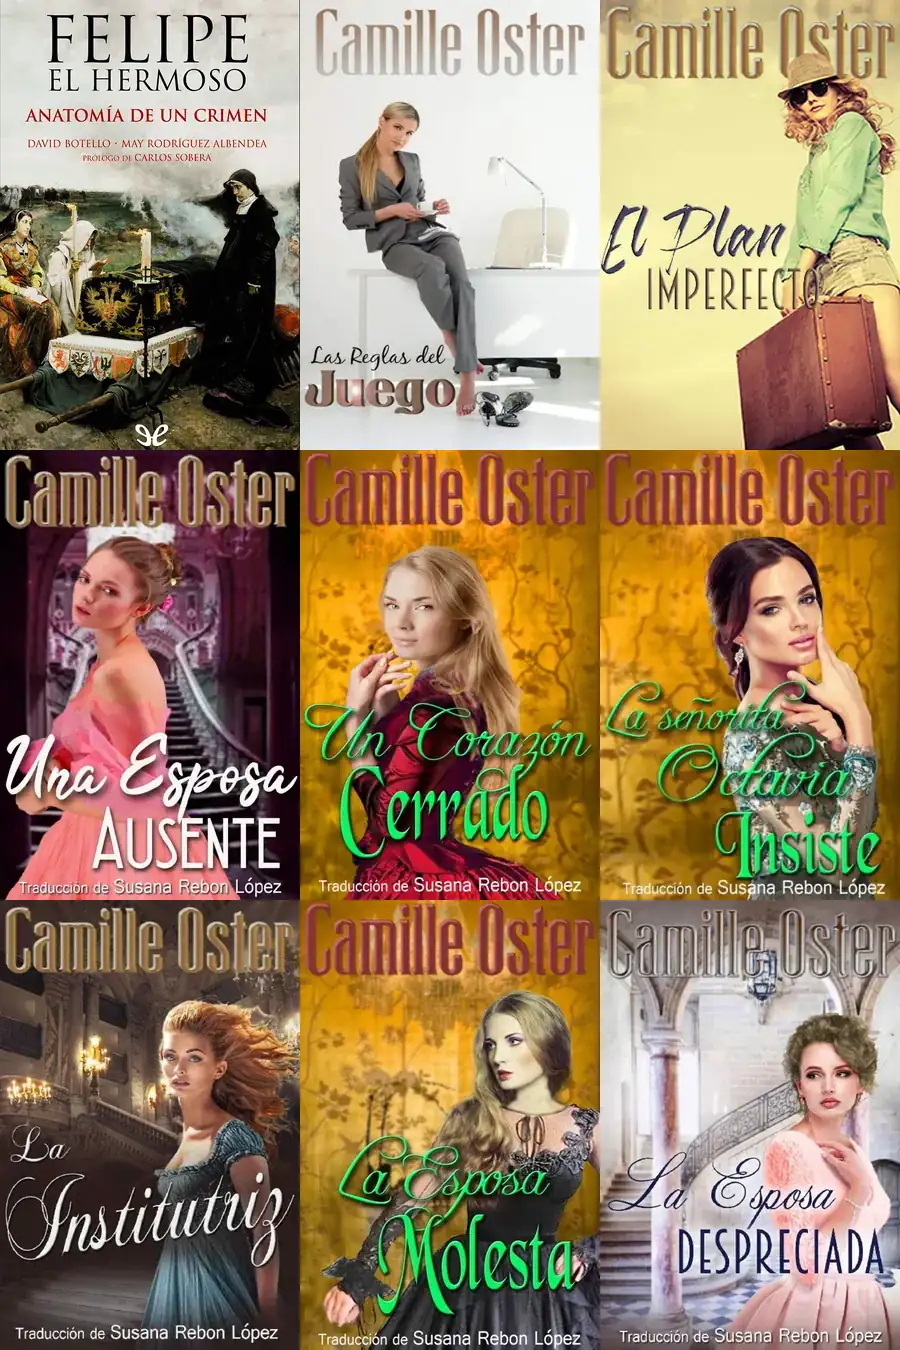 FELIPE
EL HERMOSO
ANATOMÍA DE UN CRIMEN
DAVID BOTELLO · MAY RODRÍGUEZ ALBENDEA
PRÓLOGO DE CARLOS SOBERA
Camille Oster
Las Reglas del
Juego
Camille Oster
El Plan
IMPERFECTO
Camille Oster
Una Esposa
AUSENTE
Traducción de Susana Rebon López
Camille Oster
Un Corazón
Cerrado
Traducción de Susana Rebon López
Camille Oster
La señorita
Octavia
Insiste
Traducción de Susana Rebon López
Camille Oster
La
Institutriz
Traducción de Susana Rebon López
Camille Oster
La Esposa
Molesta
Traducción de Susana Rebon López
Camille Oster
La Esposa
DESPRECIADA
Traducción de Susana Rebon López